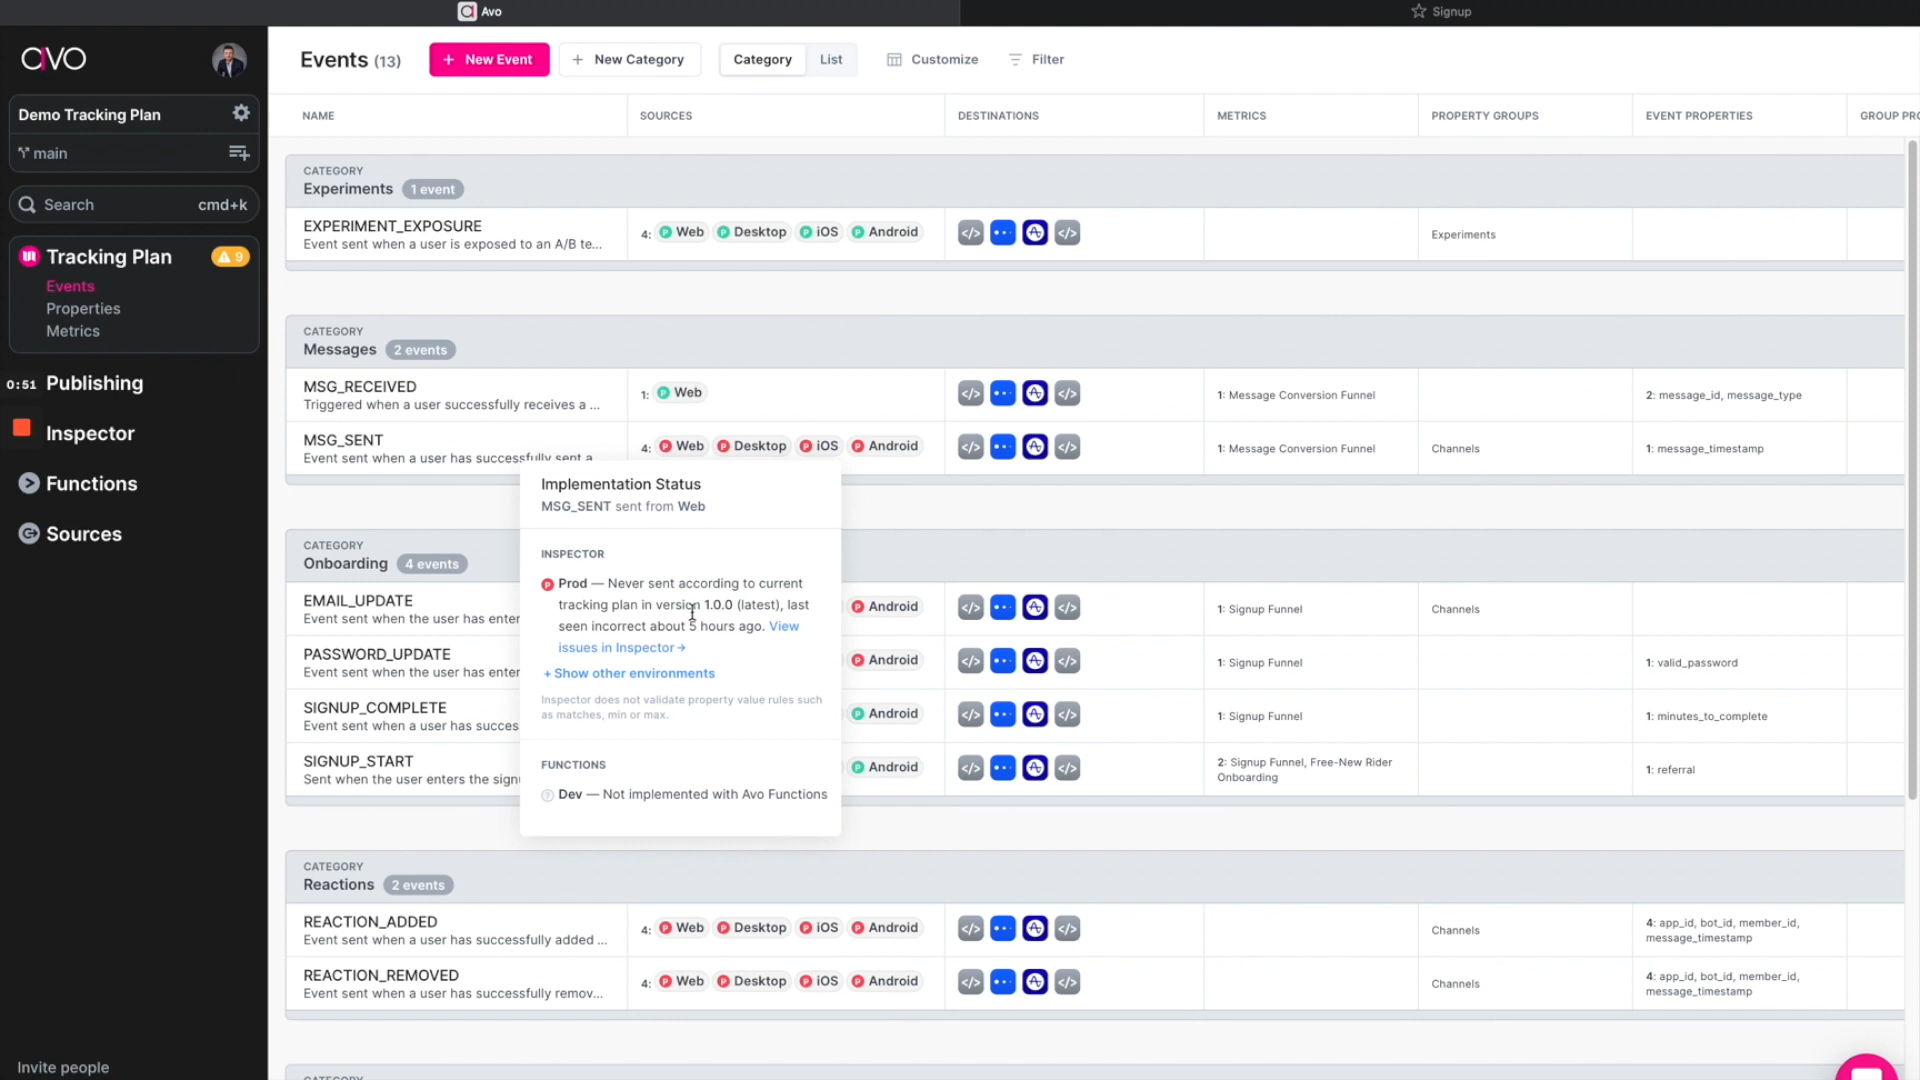 Avo
Signup
avo
Events (13)
+ New Event
+ New Category
Category
List
Customize
Filter
Demo Tracking Plan
main
Search
cmd+k
Tracking Plan
9
Events
Properties
Metrics
0:51
Publishing
Inspector
Functions
Sources
Invite people
NAME
SOURCES
DESTINATIONS
METRICS
PROPERTY GROUPS
EVENT PROPERTIES
GROUP PRO
CATEGORY
Experiments 1 event
EXPERIMENT_EXPOSURE
Event sent when a user is exposed to an A/B te...
4: Web Desktop iOS Android
Experiments
CATEGORY
Messages 2 events
MSG_RECEIVED
Triggered when a user successfully receives a ...
1: Web
1: Message Conversion Funnel
2: message_id, message_type
MSG_SENT
Event sent when a user has successfully sent a
4: Web Desktop iOS Android
1: Message Conversion Funnel
Channels
1: message_timestamp
Implementation Status
MSG_SENT sent from Web
INSPECTOR
Prod — Never sent according to current
tracking plan in version 1.0.0 (latest), last
seen incorrect about 5 hours ago. View
issues in Inspector →
+ Show other environments
Inspector does not validate property value rules such
as matches, min or max.
FUNCTIONS
Dev — Not implemented with Avo Functions
CATEGORY
Onboarding 4 events
EMAIL_UPDATE
Event sent when the user has enter
Android
1: Signup Funnel
Channels
PASSWORD_UPDATE
Event sent when the user has enter
Android
1: Signup Funnel
1: valid_password
SIGNUP_COMPLETE
Event sent when a user has succes
Android
1: Signup Funnel
1: minutes_to_complete
SIGNUP_START
Sent when the user enters the signu
Android
2: Signup Funnel, Free-New Rider
Onboarding
1: referral
CATEGORY
Reactions 2 events
REACTION_ADDED
Event sent when a user has successfully added ...
4: Web Desktop iOS Android
Channels
4: app_id, bot_id, member_id,
message_timestamp
REACTION_REMOVED
Event sent when a user has successfully remov...
4: Web Desktop iOS Android
Channels
4: app_id, bot_id, member_id,
message_timestamp
CATEGORY